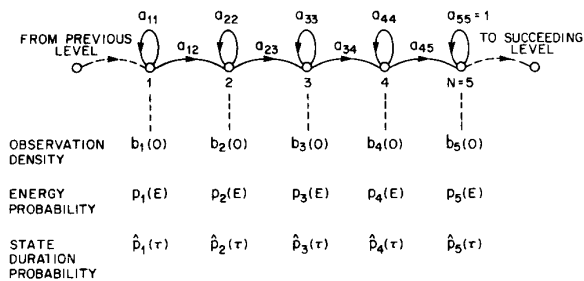 a11 a22 a33 a44 a55 = 1
FROM PREVIOUS
LEVEL
TO SUCCEEDING
LEVEL
a12 a23 a34 a45
1 2 3 4 N=5
OBSERVATION
DENSITY
b1(O) b2(O) b3(O) b4(O) b5(O)
ENERGY
PROBABILITY
p1(E) p2(E) p3(E) p4(E) p5(E)
STATE
DURATION
PROBABILITY
p̂1(τ) p̂2(τ) p̂3(τ) p̂4(τ) p̂5(τ)